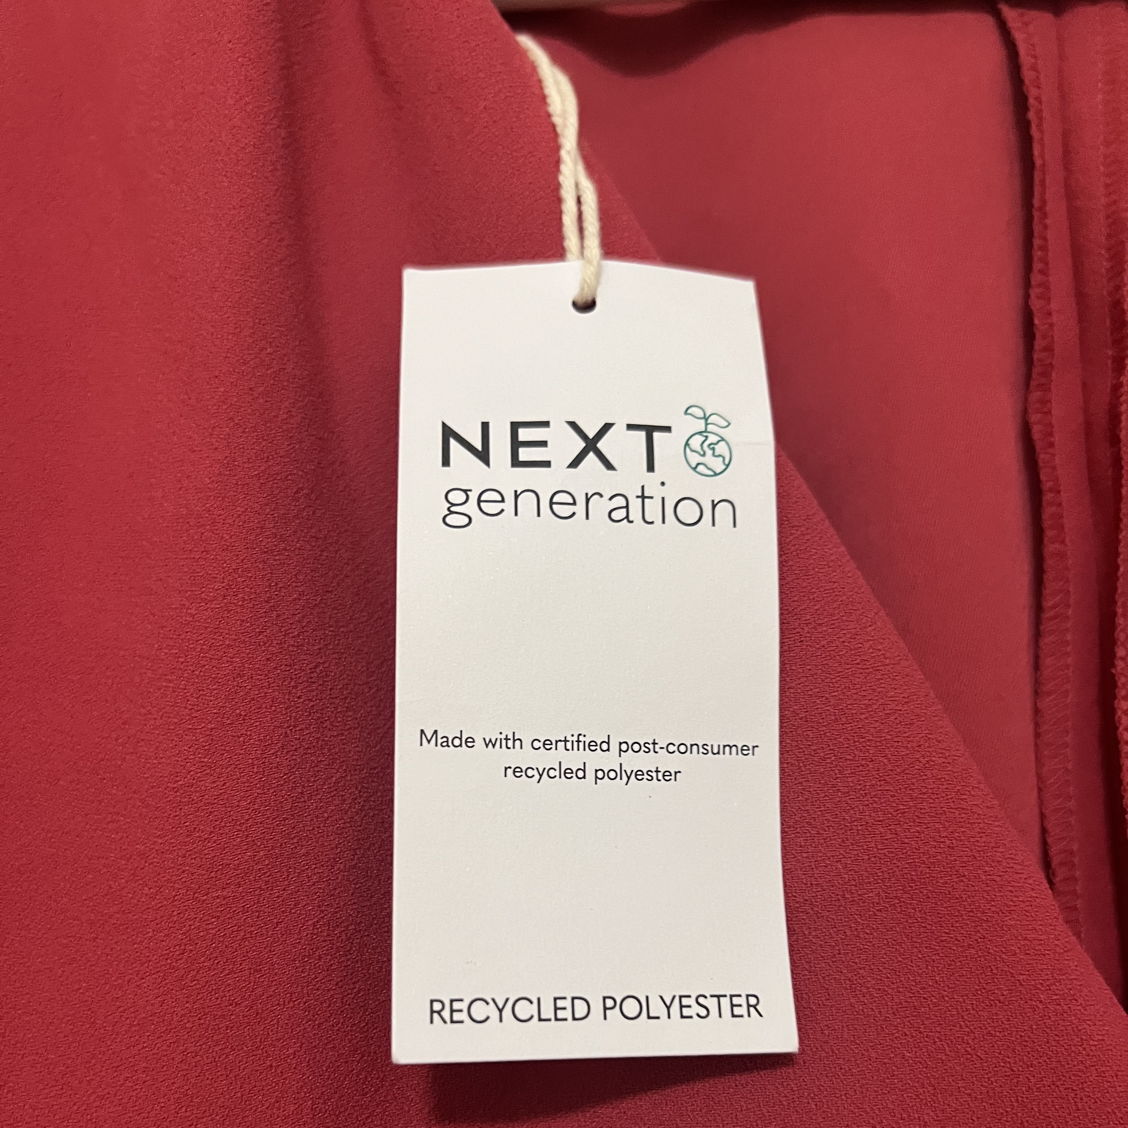 NEXT
generation
Made with certified post-consumer
recycled polyester
RECYCLED POLYESTER